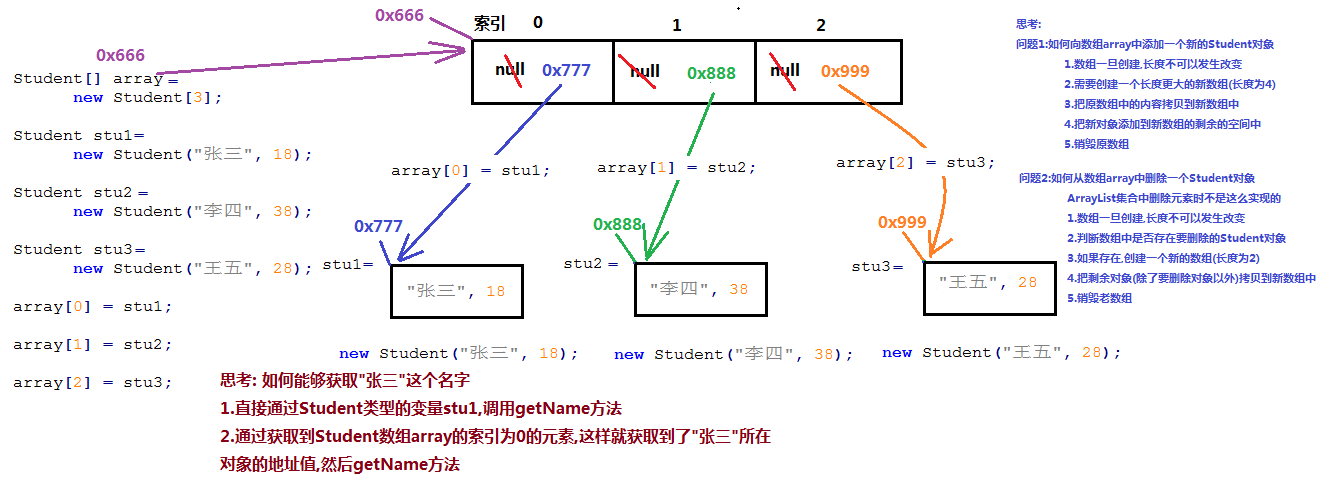 0x666
索引 0 1 2
null 0x777 null 0x888 null 0x999
0x666
Student[] array=
new Student[3];
Student stu1=
new Student("张三", 18);
Student stu2=
new Student("李四", 38);
Student stu3=
new Student("王五", 28);
array[0] = stu1;
array[1] = stu2;
array[2] = stu3;
array[0] = stu1;
array[1] = stu2;
array[2] = stu3;
0x777
0x888
0x999
stu1=
"张三", 18
stu2=
"李四", 38
stu3=
"王五", 28
new Student("张三", 18);
new Student("李四", 38);
new Student("王五", 28);
思考: 如何能够获取"张三"这个名字
1.直接通过Student类型的变量stu1,调用getName方法
2.通过获取到Student数组array的索引为0的元素,这样就获取到了"张三"所在
对象的地址值,然后getName方法
思考:
问题1:如何向数组array中添加一个新的Student对象
1.数组一旦创建,长度不可以发生改变
2.需要创建一个长度更大的新数组(长度为4)
3.把原数组中的内容拷贝到新数组中
4.把新对象添加到新数组的剩余的空间中
5.销毁原数组
问题2:如何从数组array中删除一个Student对象
ArrayList集合中删除元素时不是这么实现的
1.数组一旦创建,长度不可以发生改变
2.判断数组中是否存在要删除的Student对象
3.如果存在,创建一个新的数组(长度为2)
4.把剩余对象(除了要删除对象以外)拷贝到新数组中
5.销毁老数组